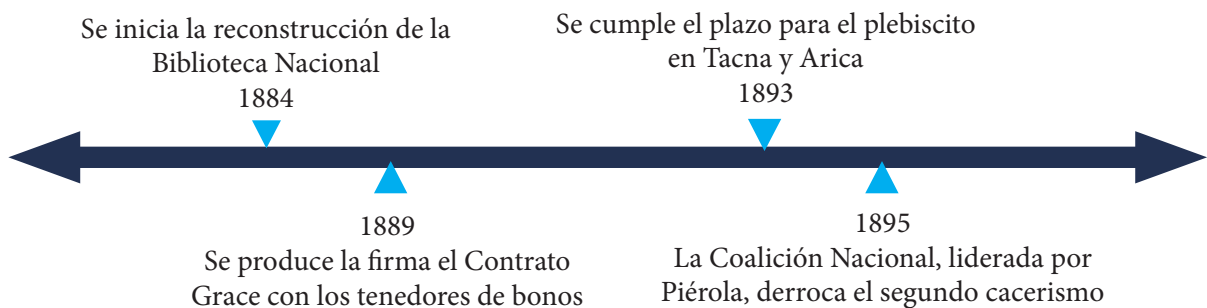 Se inicia la reconstrucción de la
Biblioteca Nacional
1884
Se cumple el plazo para el plebiscito
en Tacna y Arica
1893
1889
Se produce la firma el Contrato
Grace con los tenedores de bonos
1895
La Coalición Nacional, liderada por
Piérola, derroca el segundo cacerismo